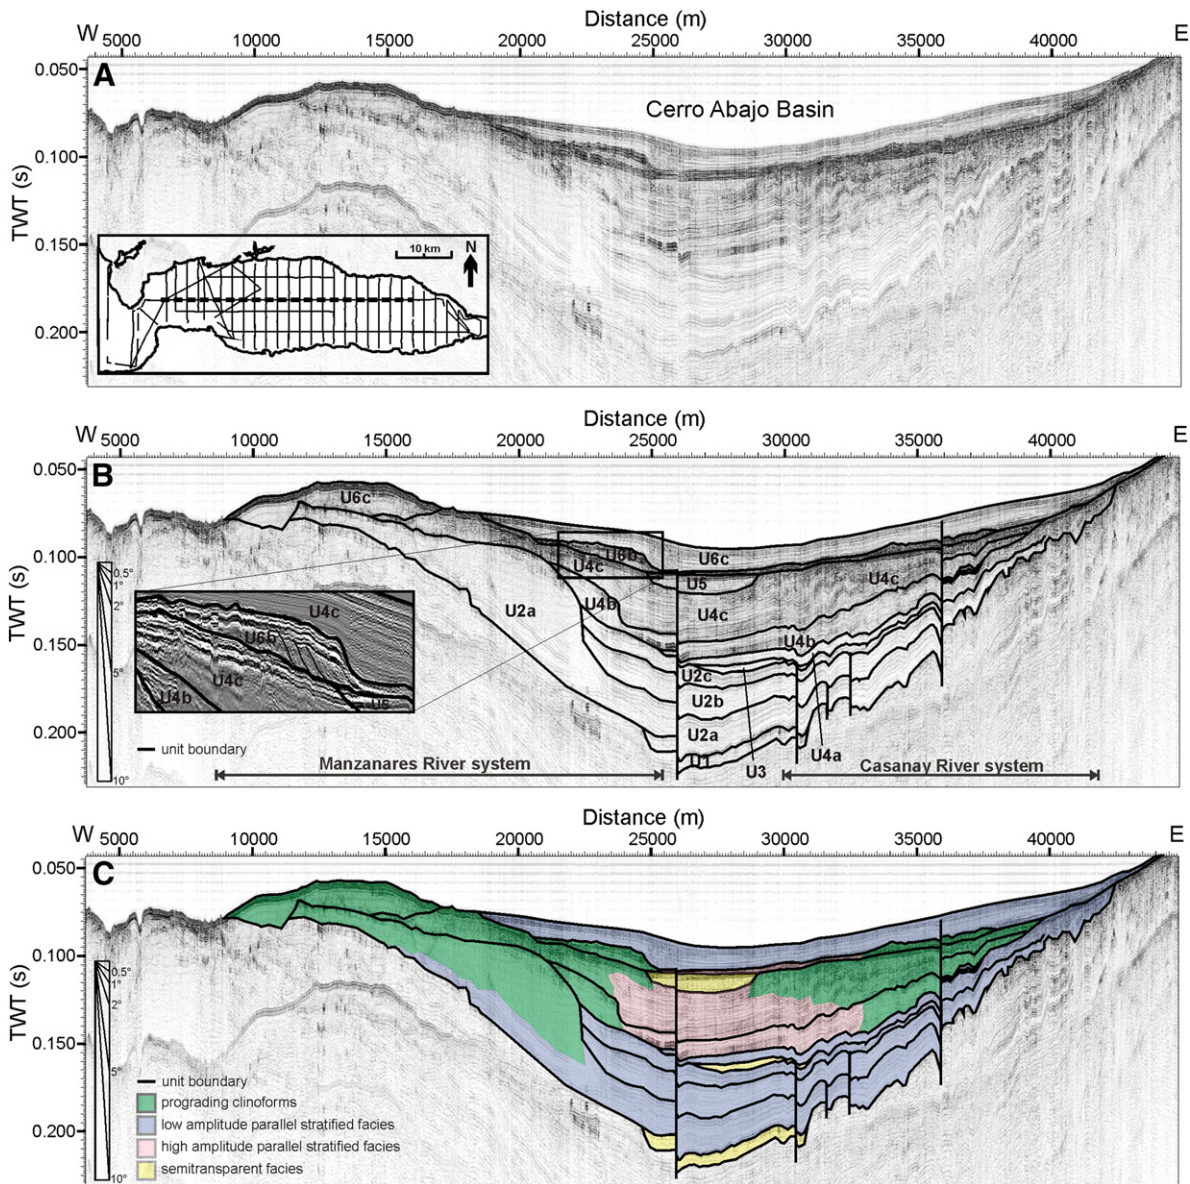 Distance (m)
W 5000 10000 15000 20000 25000 30000 35000 40000 E
A
0.050
Cerro Abajo Basin
0.100
TWT (s)
0.150
10 km N
0.200
Distance (m)
W 5000 10000 15000 20000 25000 30000 35000 40000 E
B
0.050
U6c
U6b U6c
0.100
0.5° U4c U5 U4c
1°
2° U2a U4b U4c
TWT (s)
U4c
U6b U4b
0.150
5° U4c U2c
U4b U5 U2b
0.200
unit boundary U2a
U1 U3 U4a
Manzanares River system Casanay River system
10°
Distance (m)
W 5000 10000 15000 20000 25000 30000 35000 40000 E
C
0.050
0.100
0.5°
1°
2°
TWT (s)
0.150
5°
unit boundary
prograding clinoforms
low amplitude parallel stratified facies
0.200
high amplitude parallel stratified facies
semitransparent facies
10°